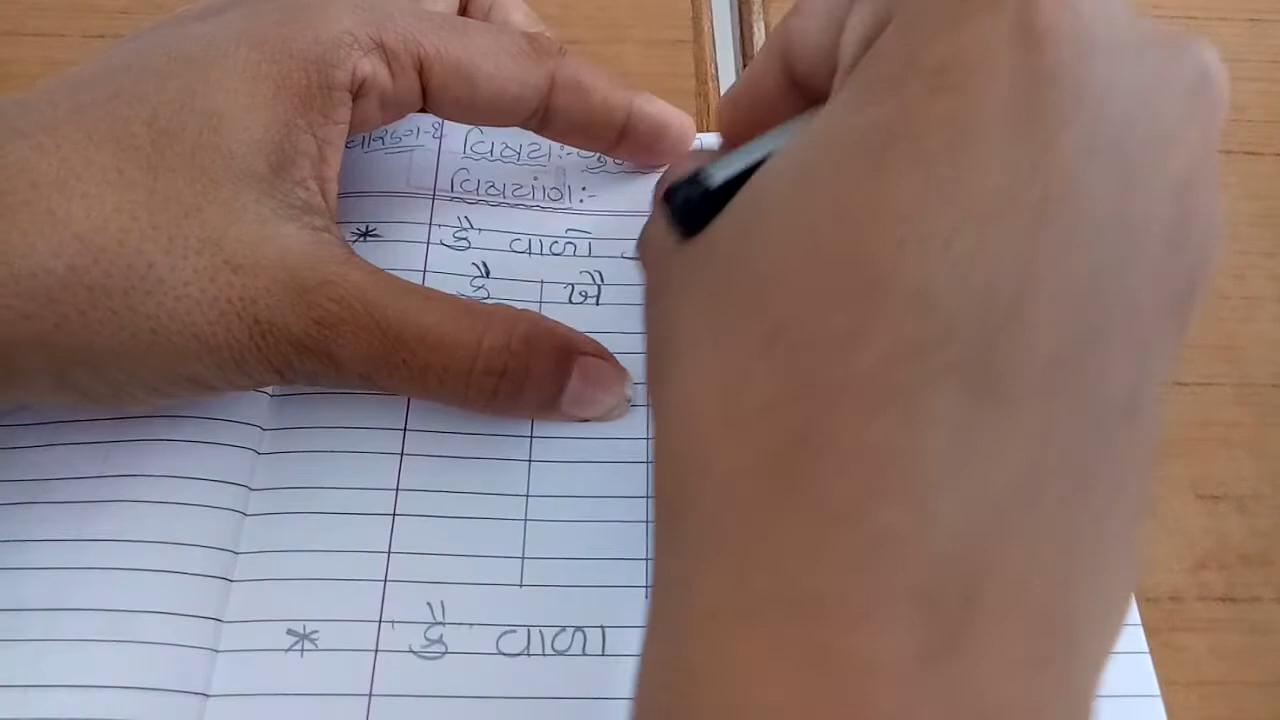 વિષય :-
વિષયાંગ :-
* "કૈ" વાળો
કૈ ખૈ
* "કૈ" વાળા